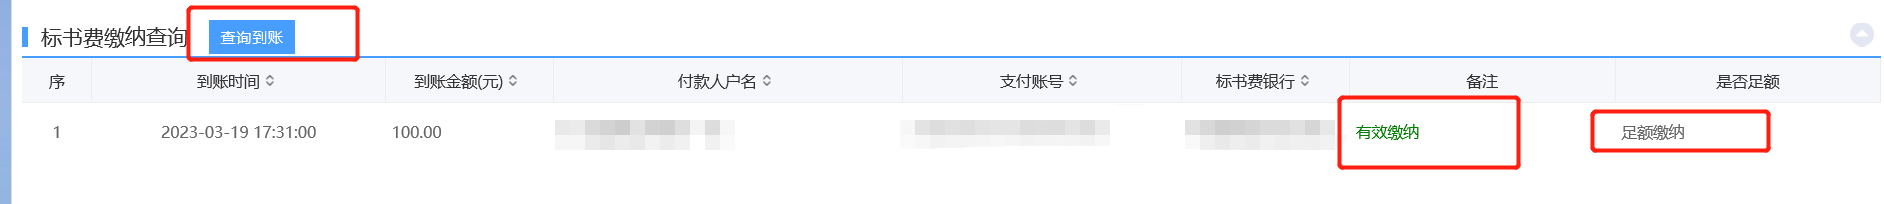 标书费缴纳查询 查询到账
序 到账时间 到账金额(元) 付款人户名 支付账号 标书费银行 备注 是否足额
1 2023-03-19 17:31:00 100.00 有效缴纳 足额缴纳